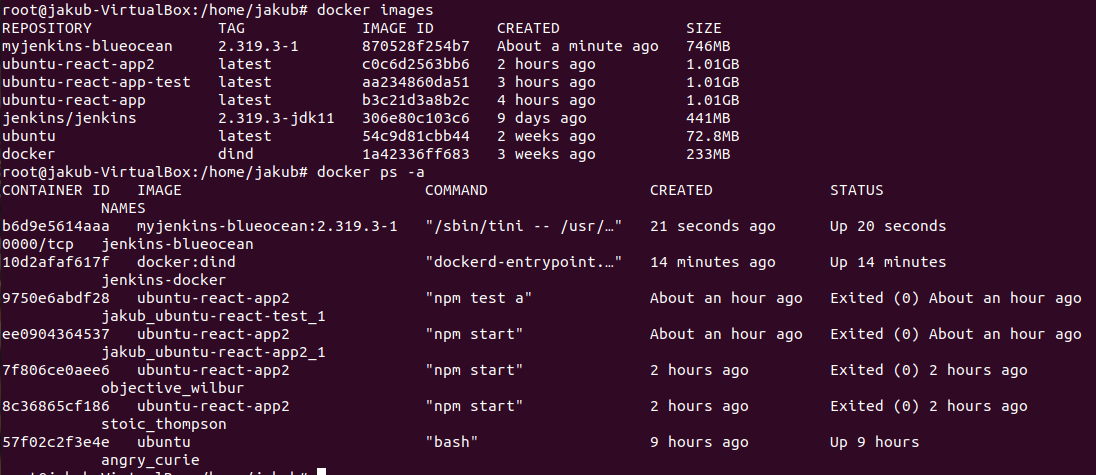 root@jakub-VirtualBox:/home/jakub# docker images
REPOSITORY TAG IMAGE ID CREATED SIZE
myjenkins-blueocean 2.319.3-1 870528f254b7 About a minute ago 746MB
ubuntu-react-app2 latest c0c6d2563bb6 2 hours ago 1.01GB
ubuntu-react-app-test latest aa234860da51 3 hours ago 1.01GB
ubuntu-react-app latest b3c21d3a8b2c 4 hours ago 1.01GB
jenkins/jenkins 2.319.3-jdk11 306e80c103c6 9 days ago 441MB
ubuntu latest 54c9d81cbb44 2 weeks ago 72.8MB
docker dind 1a42336ff683 3 weeks ago 233MB
root@jakub-VirtualBox:/home/jakub# docker ps -a
CONTAINER ID IMAGE COMMAND CREATED STATUS
NAMES
b6d9e5614aaa myjenkins-blueocean:2.319.3-1 "/sbin/tini -- /usr/…" 21 seconds ago Up 20 seconds
0000/tcp jenkins-blueocean
10d2afaf617f docker:dind "dockerd-entrypoint.…" 14 minutes ago Up 14 minutes
jenkins-docker
9750e6abdf28 ubuntu-react-app2 "npm test a" About an hour ago Exited (0) About an hour ago
jakub_ubuntu-react-test_1
ee0904364537 ubuntu-react-app2 "npm start" About an hour ago Exited (0) About an hour ago
jakub_ubuntu-react-app2_1
7f806ce0aee6 ubuntu-react-app2 "npm start" 2 hours ago Exited (0) 2 hours ago
objective_wilbur
8c36865cf186 ubuntu-react-app2 "npm start" 2 hours ago Exited (0) 2 hours ago
stoic_thompson
57f02c2f3e4e ubuntu "bash" 9 hours ago Up 9 hours
angry_curie
root@jakub-VirtualBox:/home/jakub#